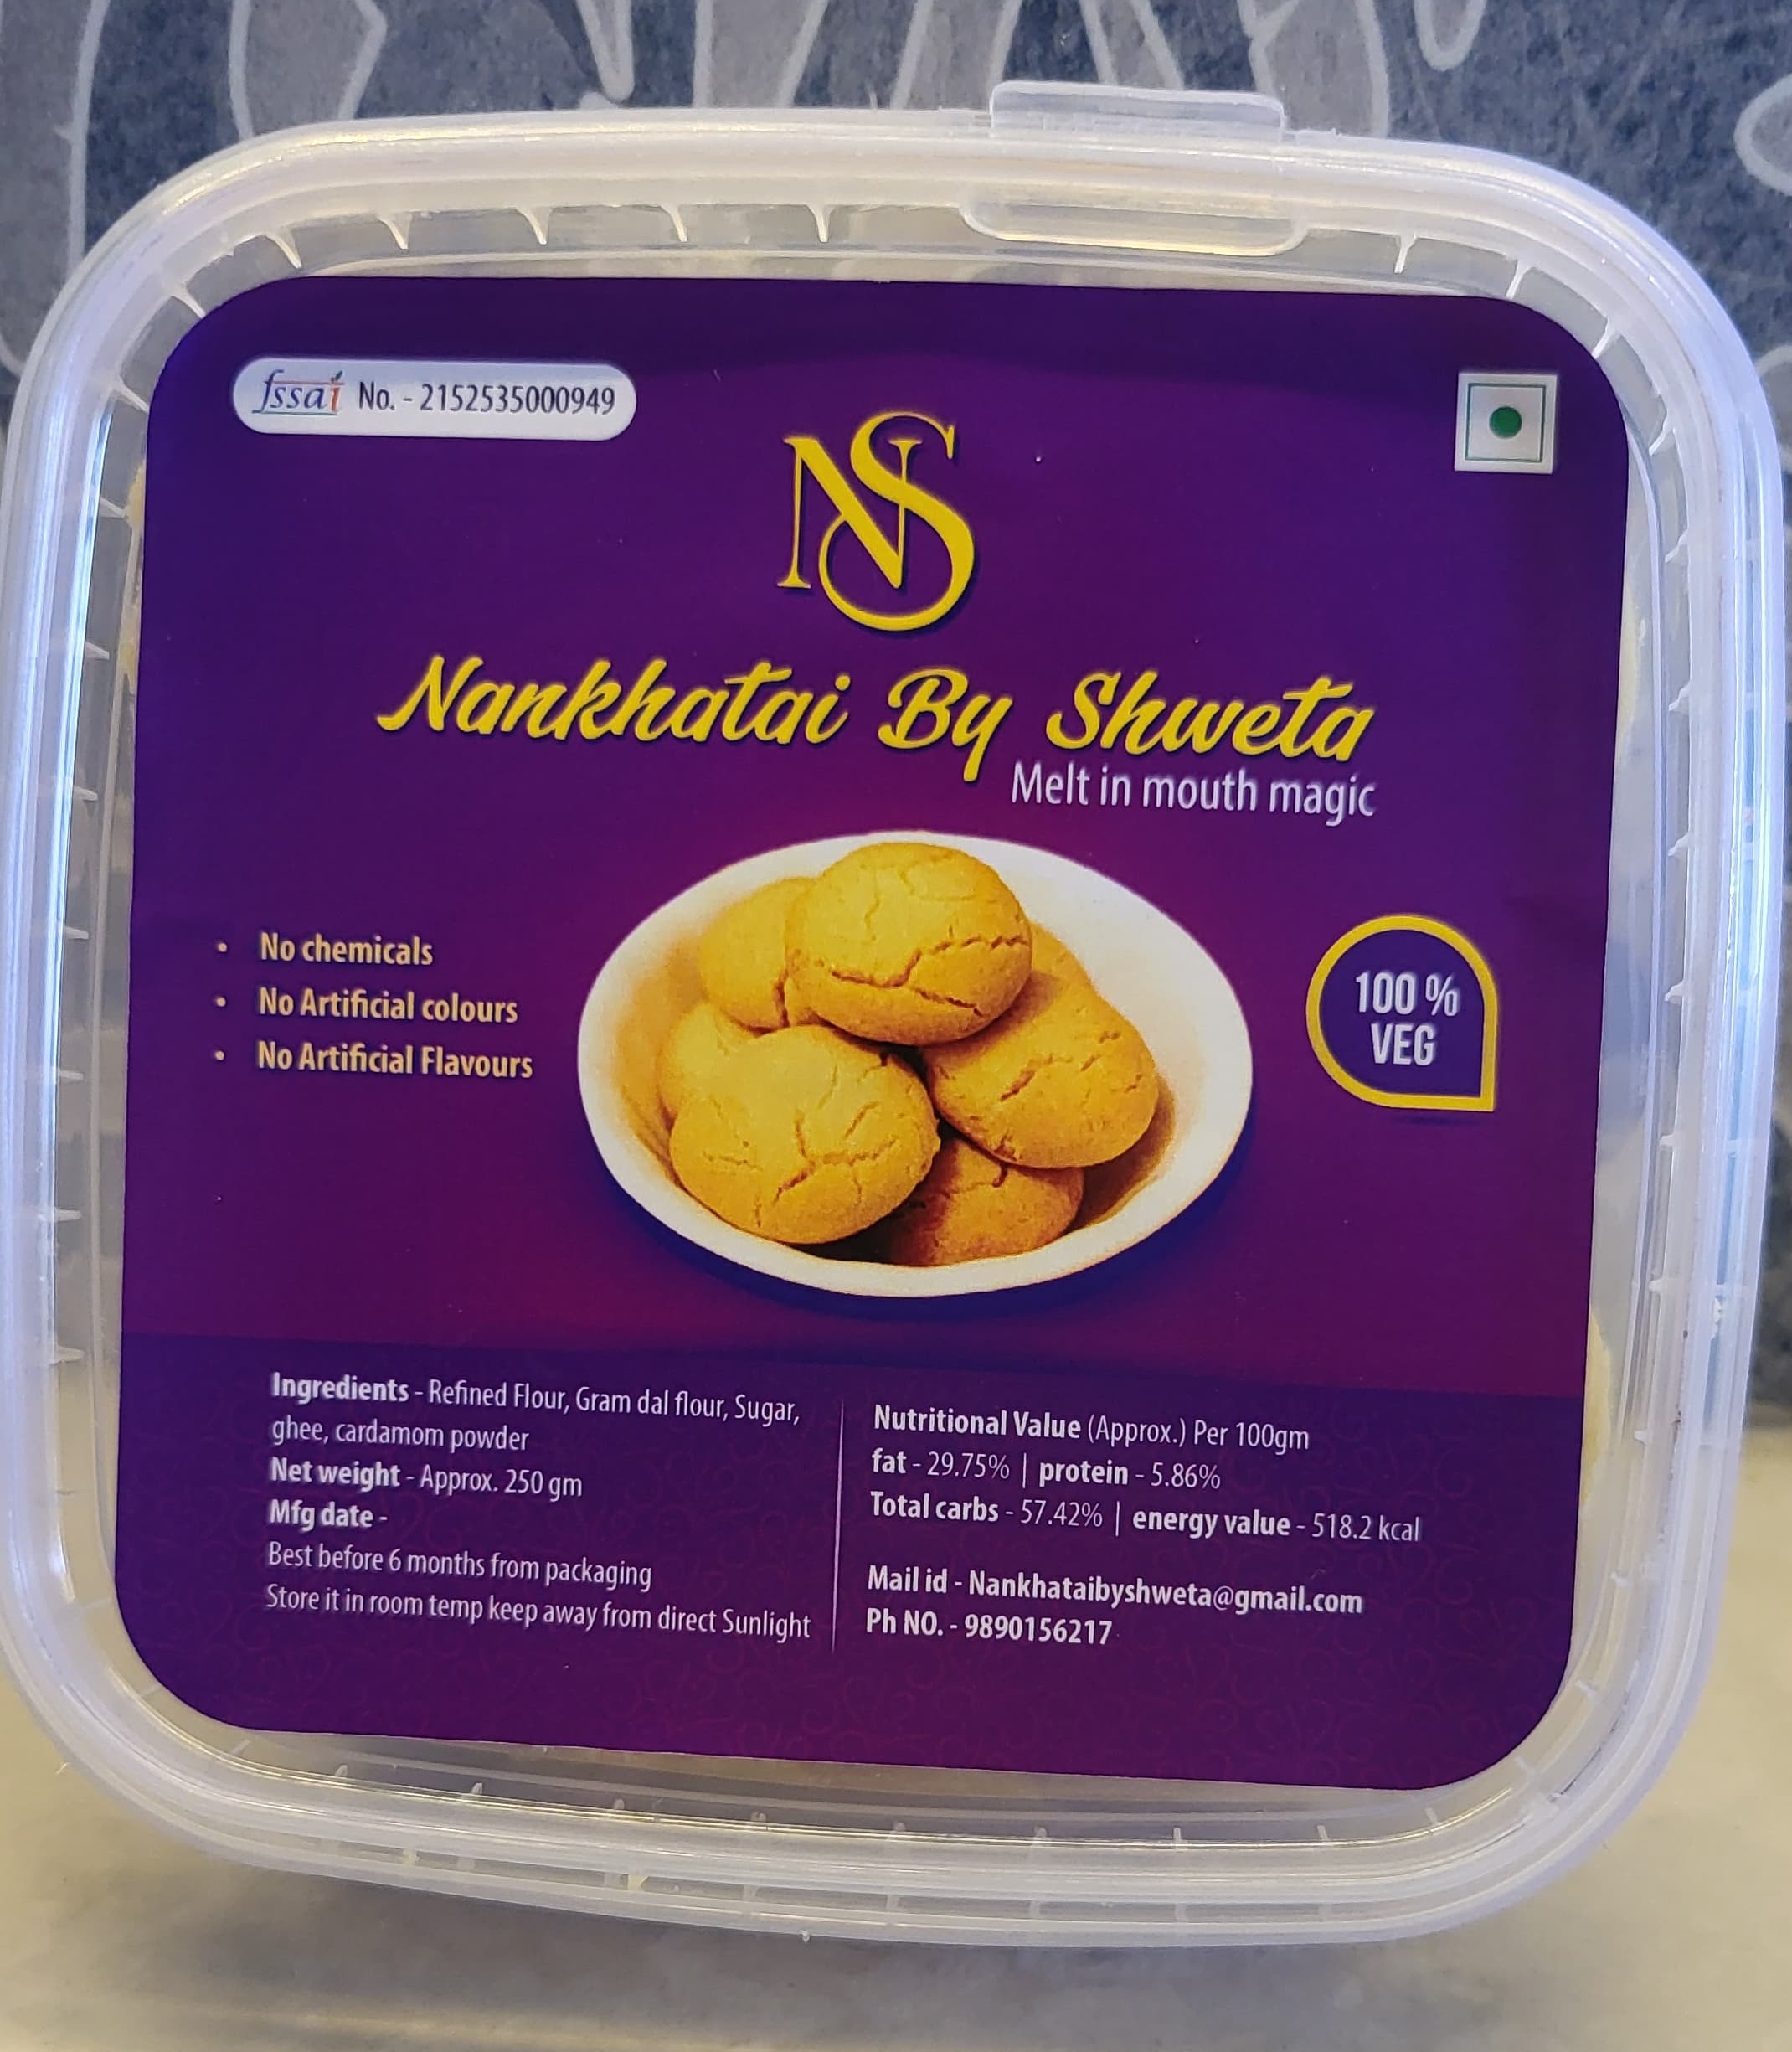 fssai No. - 2152535000949
NS
Nankhatai By Shweta
Melt in mouth magic
• No chemicals
• No Artificial colours
• No Artificial Flavours
100 %
VEG
Ingredients - Refined Flour, Gram dal flour, Sugar,
ghee, cardamom powder
Net weight - Approx. 250 gm
Mfg date -
Best before 6 months from packaging
Store it in room temp keep away from direct Sunlight
Nutritional Value (Approx.) Per 100gm
fat - 29.75% | protein - 5.86%
Total carbs - 57.42% | energy value - 518.2 kcal
Mail id - Nankhataibyshweta@gmail.com
Ph NO. - 9890156217